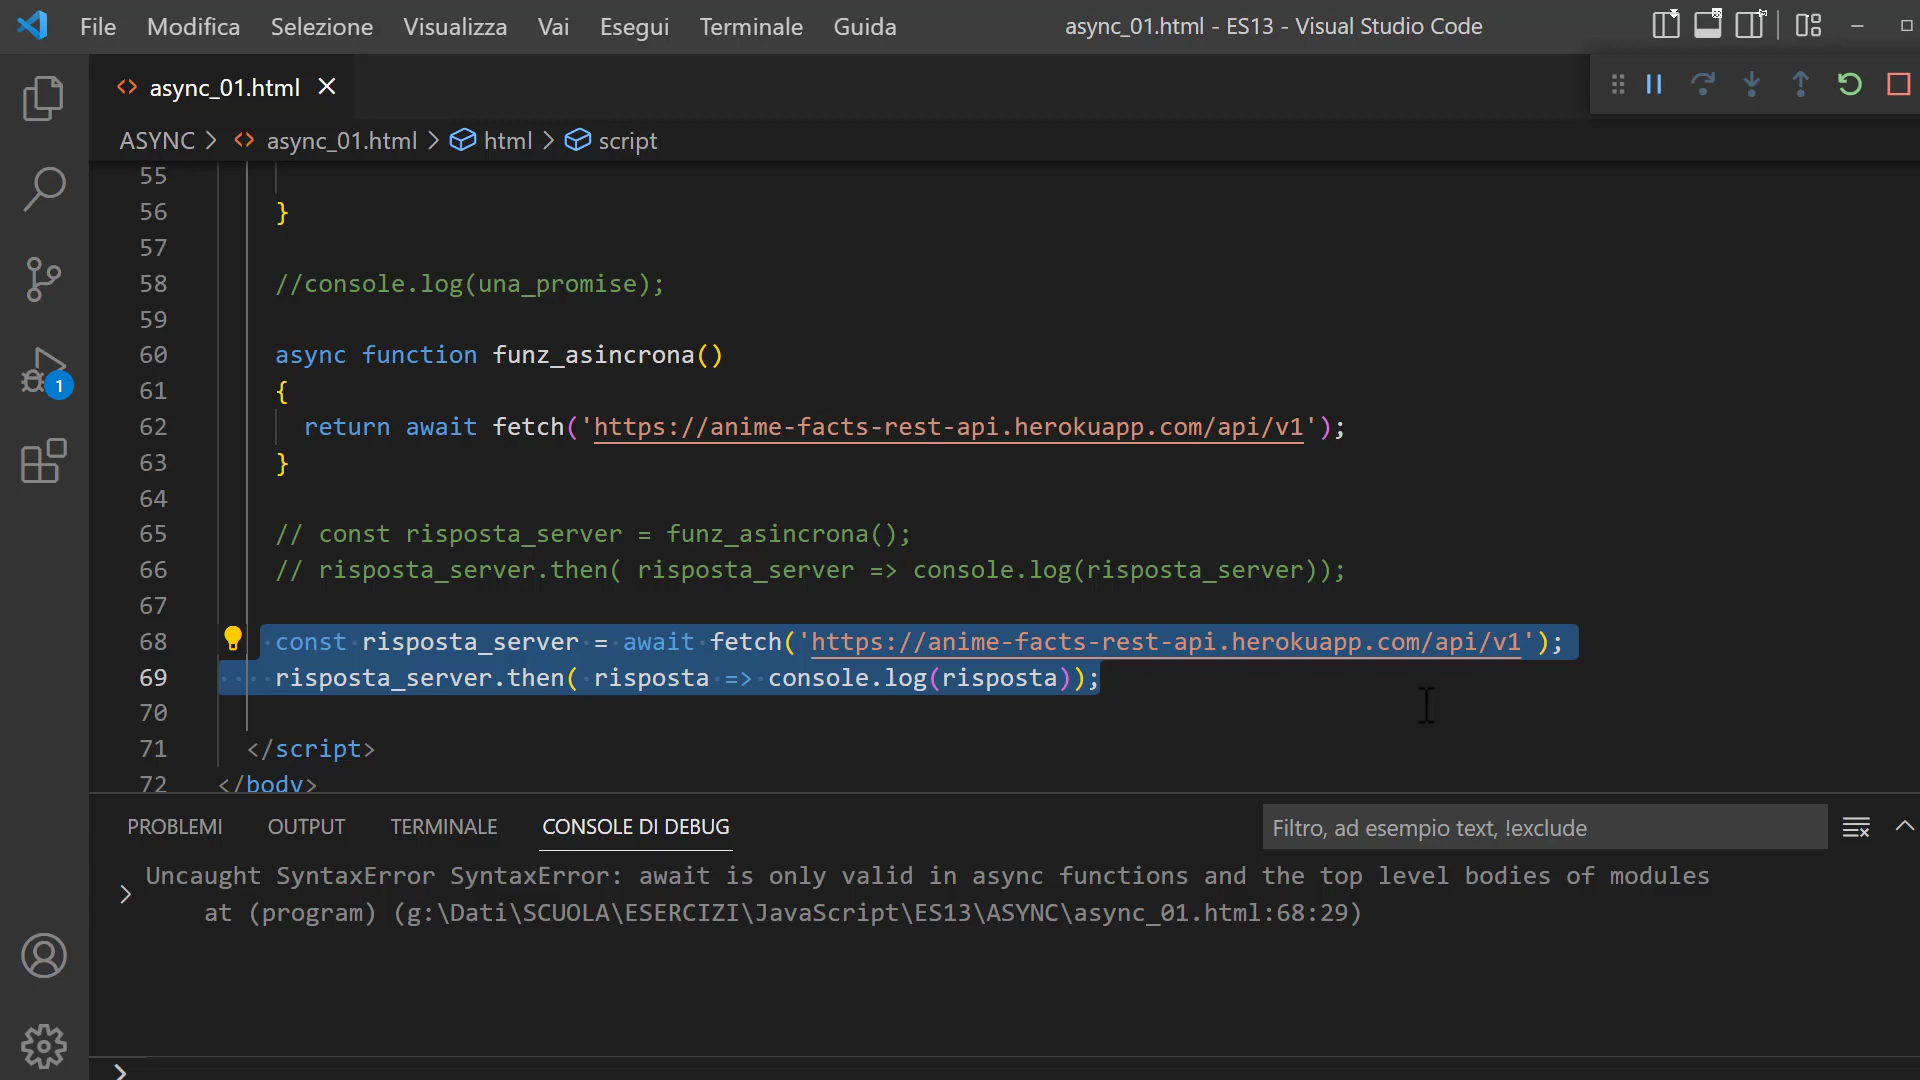 File Modifica Selezione Visualizza Vai Esegui Terminale Guida async_01.html - ES13 - Visual Studio Code
async_01.html
ASYNC > async_01.html > html > script
55
56 }
57
58 //console.log(una_promise);
59
60 async function funz_asincrona()
61 {
62 return await fetch('https://anime-facts-rest-api.herokuapp.com/api/v1');
63 }
64
65 // const risposta_server = funz_asincrona();
66 // risposta_server.then( risposta_server => console.log(risposta_server));
67
68 const risposta_server = await fetch('https://anime-facts-rest-api.herokuapp.com/api/v1');
69 risposta_server.then( risposta => console.log(risposta));
70
71 </script>
72 </body>
1
PROBLEMI OUTPUT TERMINALE CONSOLE DI DEBUG Filtro, ad esempio text, !exclude
Uncaught SyntaxError SyntaxError: await is only valid in async functions and the top level bodies of modules
at (program) (g:\Dati\SCUOLA\ESERCIZI\JavaScript\ES13\ASYNC\async_01.html:68:29)